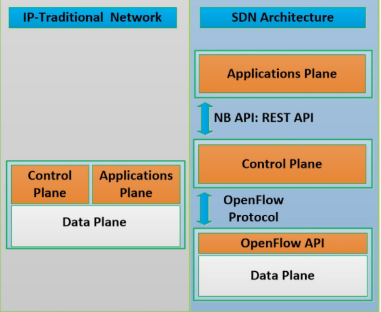 IP-Traditional Network
Control
Plane
Applications
Plane
Data Plane
SDN Architecture
Applications Plane
NB API: REST API
Control Plane
OpenFlow
Protocol
OpenFlow API
Data Plane